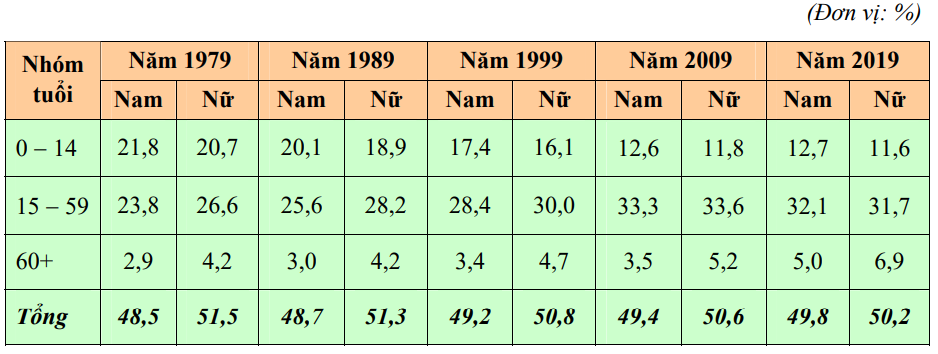 (Đơn vị: %)
Nhóm tuổi Năm 1979 Năm 1989 Năm 1999 Năm 2009 Năm 2019
Nam Nữ Nam Nữ Nam Nữ Nam Nữ Nam Nữ
0 – 14 21,8 20,7 20,1 18,9 17,4 16,1 12,6 11,8 12,7 11,6
15 – 59 23,8 26,6 25,6 28,2 28,4 30,0 33,3 33,6 32,1 31,7
60+ 2,9 4,2 3,0 4,2 3,4 4,7 3,5 5,2 5,0 6,9
Tổng 48,5 51,5 48,7 51,3 49,2 50,8 49,4 50,6 49,8 50,2